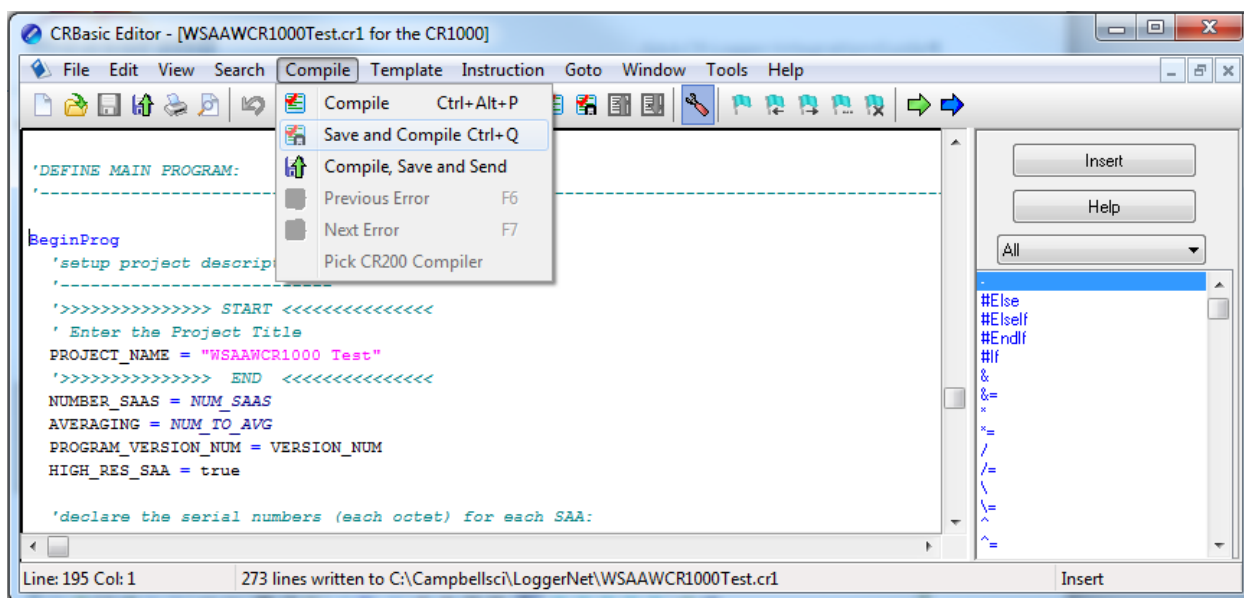 CRBasic Editor - [WSAAWCR1000Test.cr1 for the CR1000]
File Edit View Search Compile Template Instruction Goto Window Tools Help
Compile Ctrl+Alt+P
Save and Compile Ctrl+Q
Compile, Save and Send
Previous Error F6
Next Error F7
Pick CR200 Compiler
'DEFINE MAIN PROGRAM:
'--------------------------------------------------------------------------------
BeginProg
'setup project descrip
'---------------------------
'>>>>>>>>>>>>>>> START <<<<<<<<<<<<<<<
' Enter the Project Title
PROJECT_NAME = "WSAAWCR1000 Test"
'>>>>>>>>>>>>>>> END <<<<<<<<<<<<<<<
NUMBER_SAAS = NUM_SAAS
AVERAGING = NUM_TO_AVG
PROGRAM_VERSION_NUM = VERSION_NUM
HIGH_RES_SAA = true
'declare the serial numbers (each octet) for each SAA:
Insert
Help
All
-
#Else
#ElseIf
#EndIf
#If
&
&=
*
*=
/
/=
\
\=
^
^=
Line: 195 Col: 1 273 lines written to C:\Campbellsci\LoggerNet\WSAAWCR1000Test.cr1 Insert